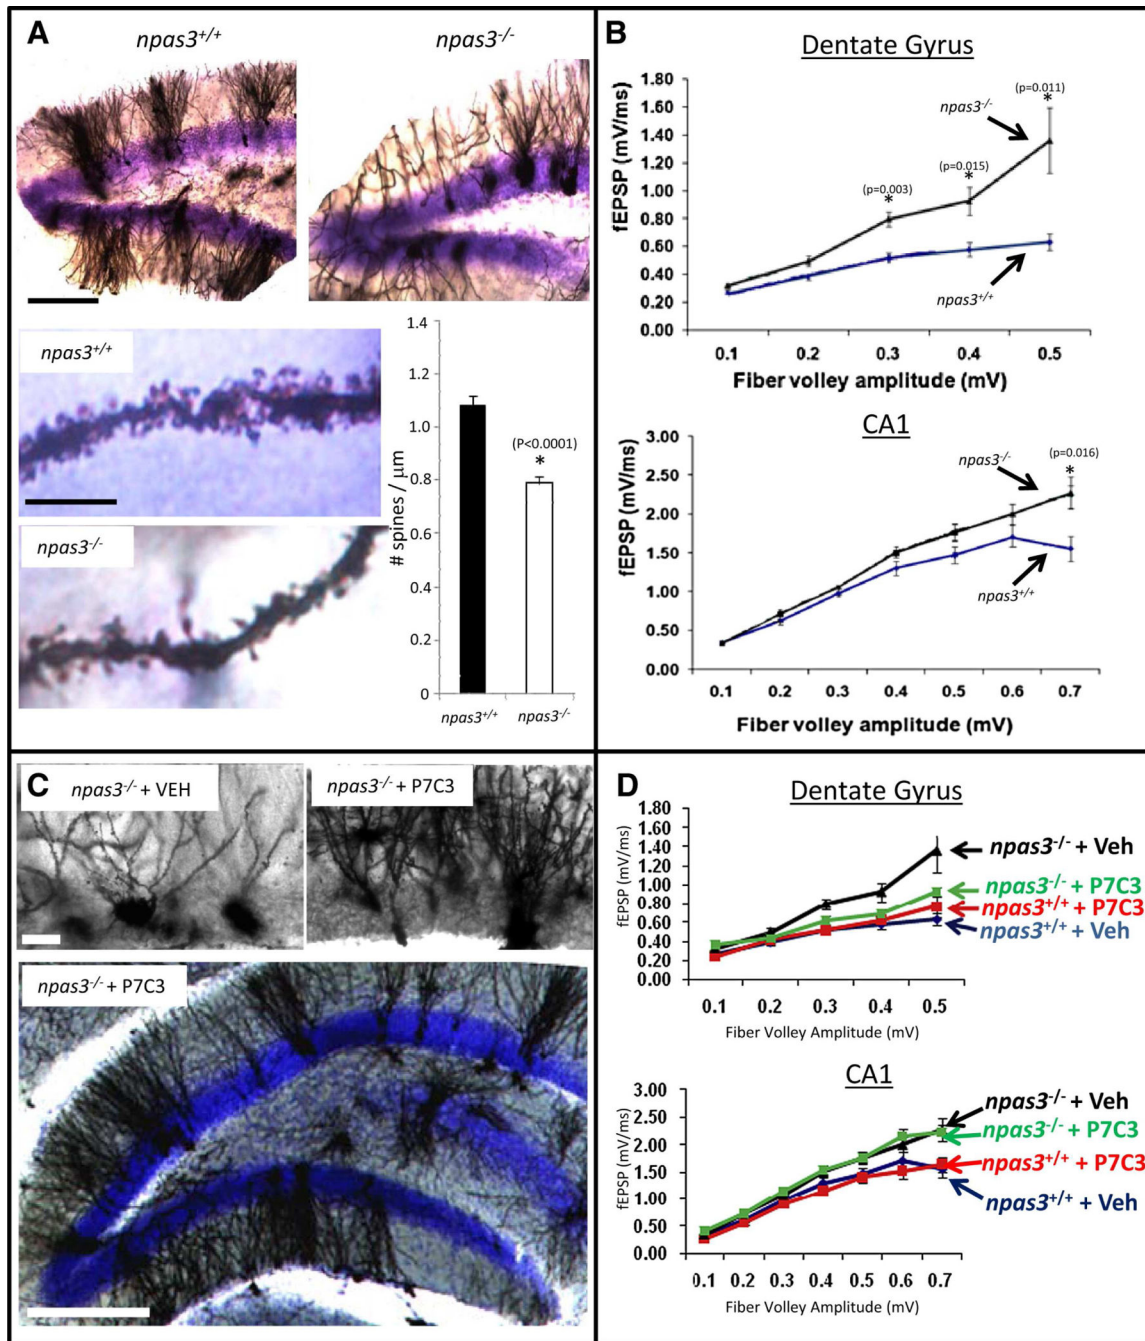 A
npas3+/+
npas3-/-
npas3+/+
npas3-/-
# spines / μm
1.4
1.2
1.0
0.8
0.6
0.4
0.2
0
(P<0.0001)
*
npas3+/+
npas3-/-
B
Dentate Gyrus
fEPSP (mV/ms)
1.80
1.60
1.40
1.20
1.00
0.80
0.60
0.40
0.20
0.00
npas3-/-
(p=0.011)
*
(p=0.015)
*
(p=0.003)
*
npas3+/+
0.1 0.2 0.3 0.4 0.5
Fiber volley amplitude (mV)
CA1
fEPSP (mV/ms)
3.00
2.50
2.00
1.50
1.00
0.50
0.00
npas3-/-
(p=0.016)
*
npas3+/+
0.1 0.2 0.3 0.4 0.5 0.6 0.7
Fiber volley amplitude (mV)
C
npas3-/- + VEH
npas3-/- + P7C3
npas3-/- + P7C3
D
Dentate Gyrus
fEPSP (mV/ms)
1.80
1.60
1.40
1.20
1.00
0.80
0.60
0.40
0.20
0.00
npas3-/- + Veh
npas3-/- + P7C3
npas3+/+ + P7C3
npas3+/+ + Veh
0.1 0.2 0.3 0.4 0.5
Fiber Volley Amplitude (mV)
CA1
fEPSP (mV/ms)
3.00
2.50
2.00
1.50
1.00
0.50
0.00
npas3-/- + Veh
npas3-/- + P7C3
npas3+/+ + P7C3
npas3+/+ + Veh
0.1 0.2 0.3 0.4 0.5 0.6 0.7
Fiber Volley Amplitude (mV)